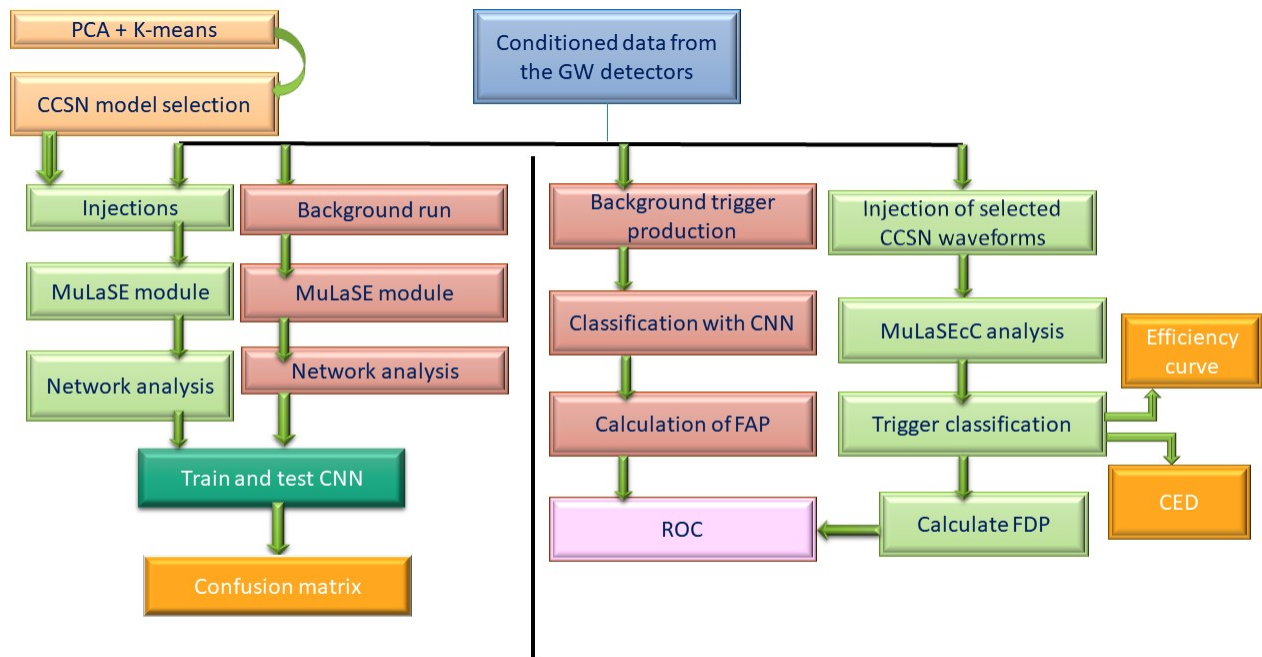 PCA + K-means
CCSN model selection
Conditioned data from
the GW detectors
Injections
MuLaSE module
Network analysis
Background run
MuLaSE module
Network analysis
Train and test CNN
Confusion matrix
Background trigger
production
Classification with CNN
Calculation of FAP
ROC
Injection of selected
CCSN waveforms
MuLaSEcC analysis
Trigger classification
Calculate FDP
Efficiency
curve
CED